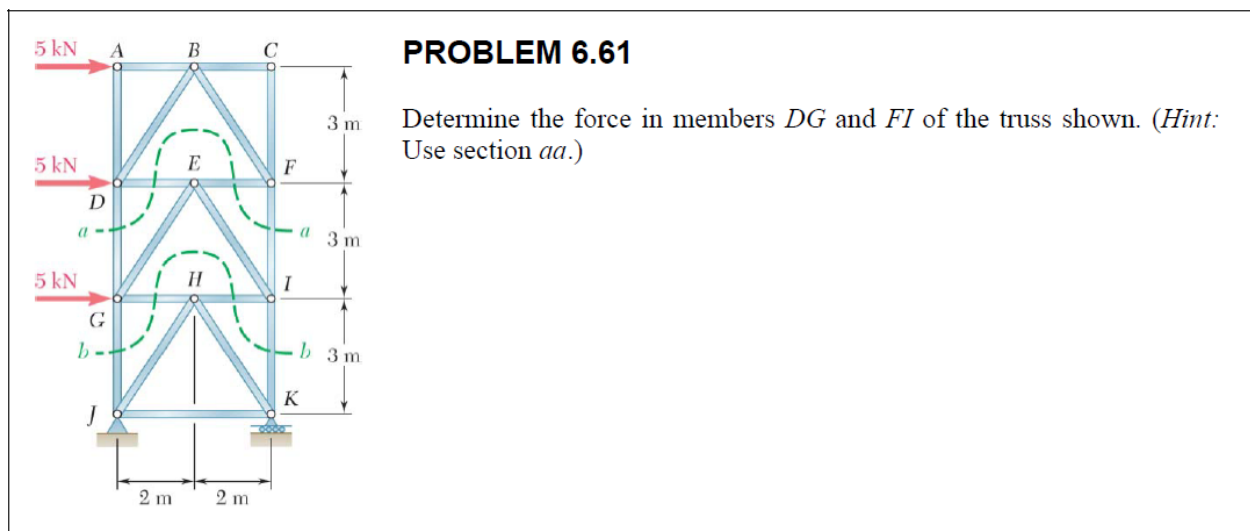 PROBLEM 6.61
Determine the force in members DG and FI of the truss shown. (Hint:
Use section aa.)
5 kN A B C
3 m
5 kN E F
D
a a
3 m
5 kN H I
G
b b
3 m
K
J
2 m 2 m